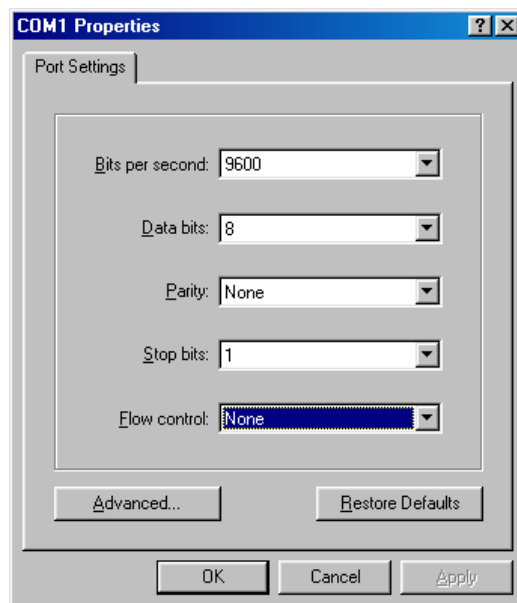 COM1 Properties
Port Settings
Bits per second: 9600
Data bits: 8
Parity: None
Stop bits: 1
Flow control: None
Advanced... Restore Defaults
OK Cancel Apply